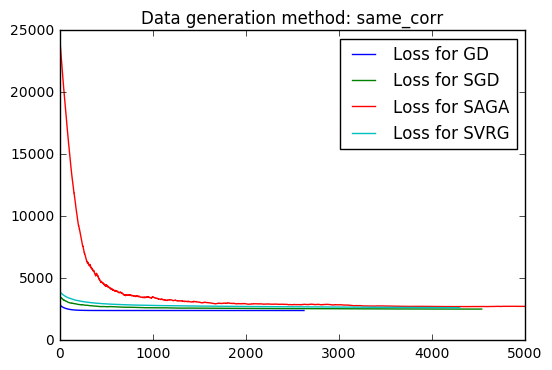 Data generation method: same_corr
25000
20000
15000
10000
5000
0
Loss for GD
Loss for SGD
Loss for SAGA
Loss for SVRG
0 1000 2000 3000 4000 5000